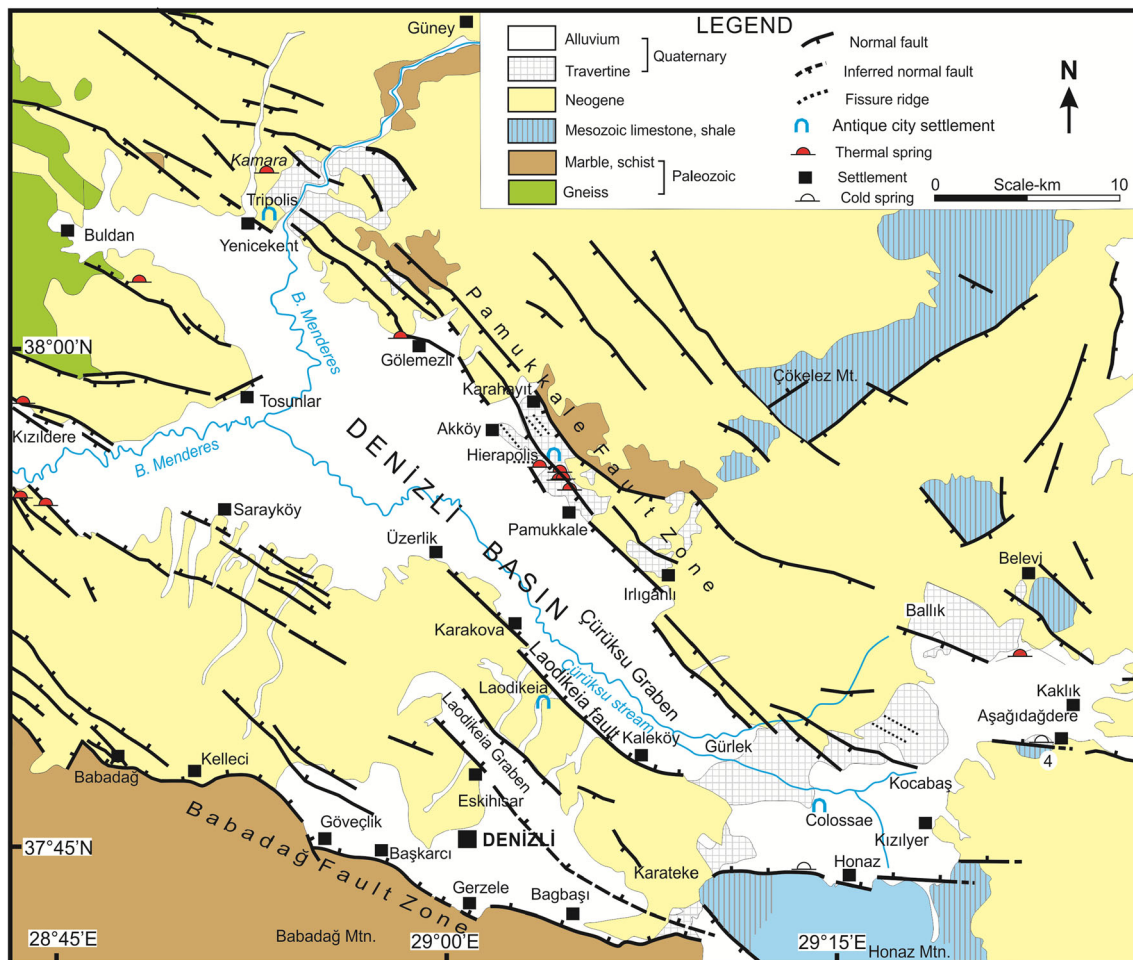 LEGEND
Alluvium
Travertine
Quaternary
Neogene
Mesozoic limestone, shale
Marble, schist
Gneiss
Paleozoic
Normal fault
Inferred normal fault
Fissure ridge
Antique city settlement
Thermal spring
Settlement
Cold spring
N
0 Scale-km 10
Güney
Kamara
Tripolis
Buldan
Yenicekent
B. Menderes
38°00'N
Gölemezli
Pamukkale Fault Zone
Çökelez Mt.
Karahayıt
Tosunlar
Akköy
Kızıldere
Hierapolis
B. Menderes
DENİZLİ BASIN
Sarayköy
Pamukkale
Üzerlik
Irlıganlı
Belevi
Ballık
Karakova
Çürüksu Graben
Laodikeia fault
Çürüksu stream
Laodikeia
Laodikeia Graben
Kaklık
Aşağıdağdere
4
Kaleköy
Gürlek
Babadağ
Kelleci
Eskihisar
Kocabaş
Colossae
Kızılyer
Göveçlik
DENİZLİ
Başkarcı
37°45'N
Babadağ Fault Zone
Karateke
Honaz
Gerzele
Bagbaşı
Babadağ Mtn.
Honaz Mtn.
28°45'E
29°00'E
29°15'E